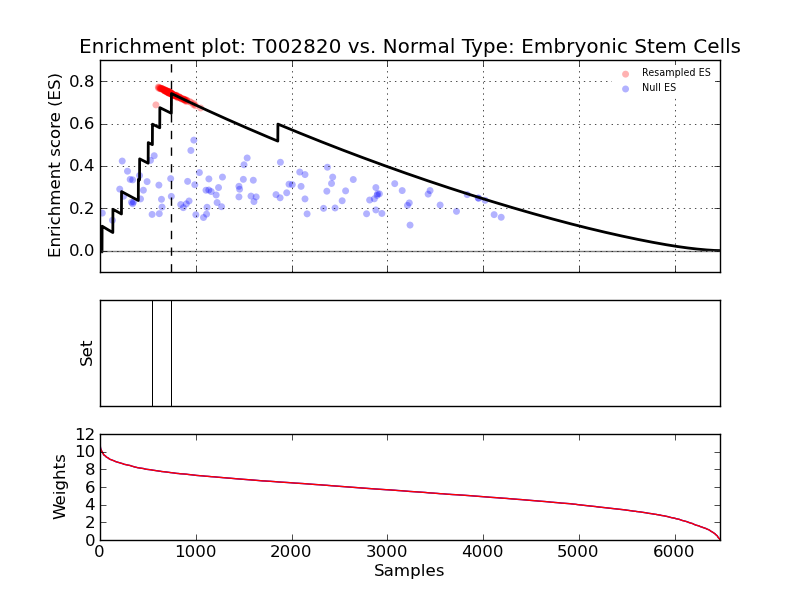 Enrichment plot: T002820 vs. Normal Type: Embryonic Stem Cells
Enrichment score (ES)
0.8
0.6
0.4
0.2
0.0
Resampled ES
Null ES
Set
Weights
12
10
8
6
4
2
0
0 1000 2000 3000 4000 5000 6000
Samples